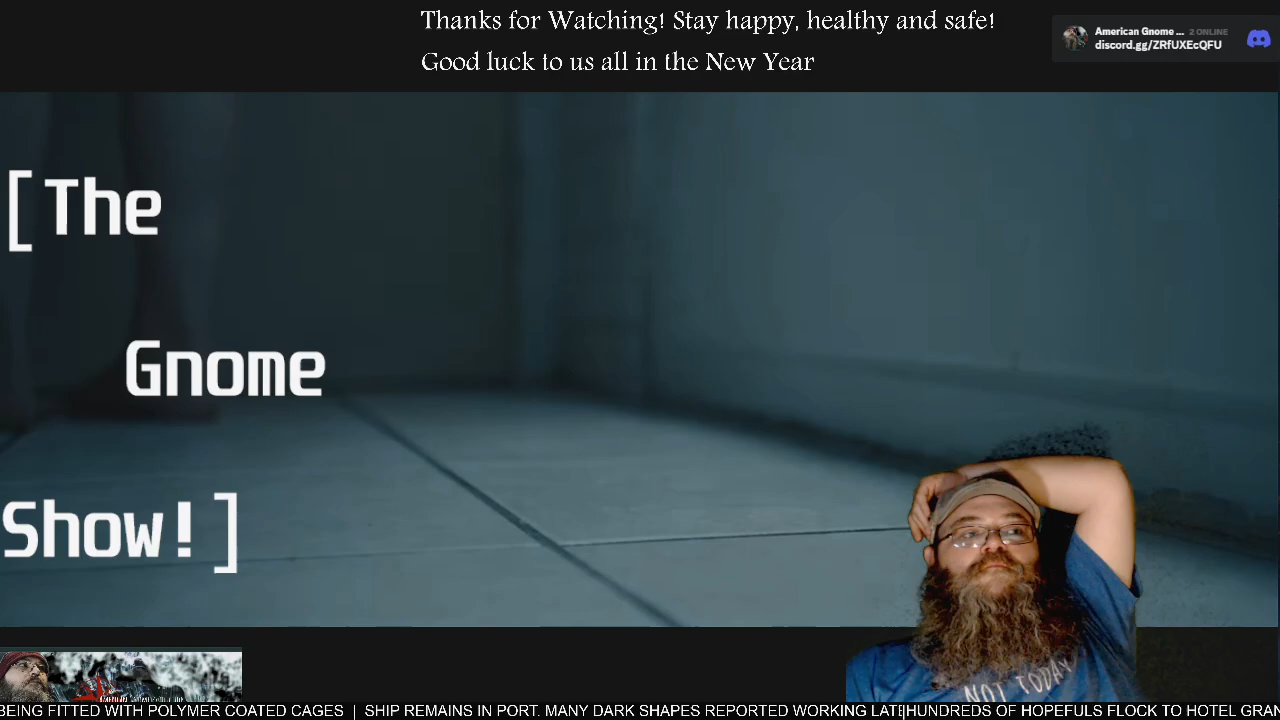 Thanks for Watching! Stay happy, healthy and safe!
Good luck to us all in the New Year
American Gnome ... 2 ONLINE
discord.gg/ZRfUXEcQFU
[The
Gnome
Show!]
NOT TODAY
BEING FITTED WITH POLYMER COATED CAGES | SHIP REMAINS IN PORT. MANY DARK SHAPES REPORTED WORKING LATE HUNDREDS OF HOPEFULS FLOCK TO HOTEL GRAN